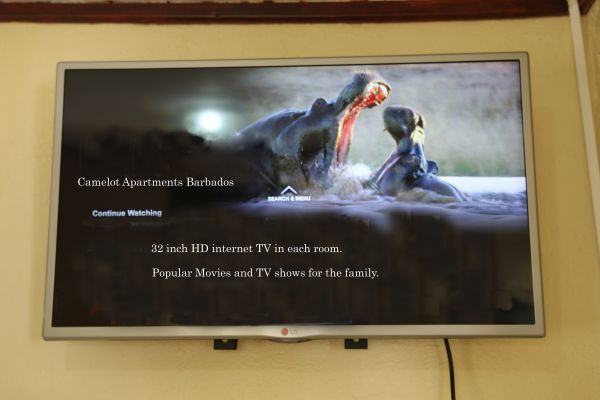 Camelot Apartments Barbados
SEARCH & MENU
Continue Watching
32 inch HD internet TV in each room.
Popular Movies and TV shows for the family.
LG